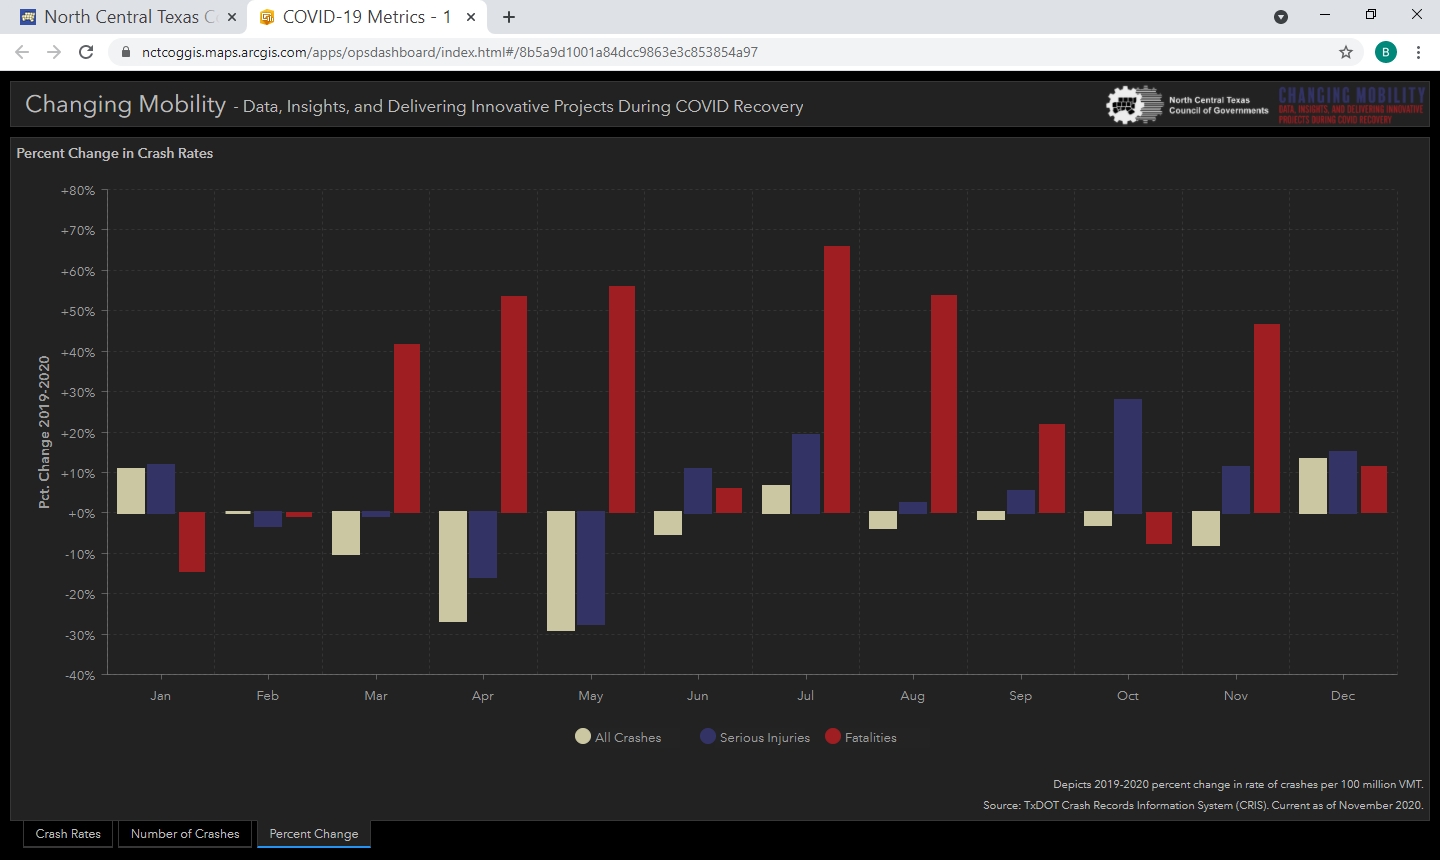 North Central Texas C
COVID-19 Metrics - 1
nctcoggis.maps.arcgis.com/apps/opsdashboard/index.html#/8b5a9d1001a84dcc9863e3c853854a97
B
Changing Mobility - Data, Insights, and Delivering Innovative Projects During COVID Recovery
North Central Texas
Council of Governments
CHANGING MOBILITY
DATA, INSIGHTS, AND DELIVERING INNOVATIVE
PROJECTS DURING COVID RECOVERY
Percent Change in Crash Rates
Pct. Change 2019-2020
+80%
+70%
+60%
+50%
+40%
+30%
+20%
+10%
+0%
-10%
-20%
-30%
-40%
Jan Feb Mar Apr May Jun Jul Aug Sep Oct Nov Dec
All Crashes Serious Injuries Fatalities
Depicts 2019-2020 percent change in rate of crashes per 100 million VMT.
Source: TxDOT Crash Records Information System (CRIS). Current as of November 2020.
Crash Rates Number of Crashes Percent Change